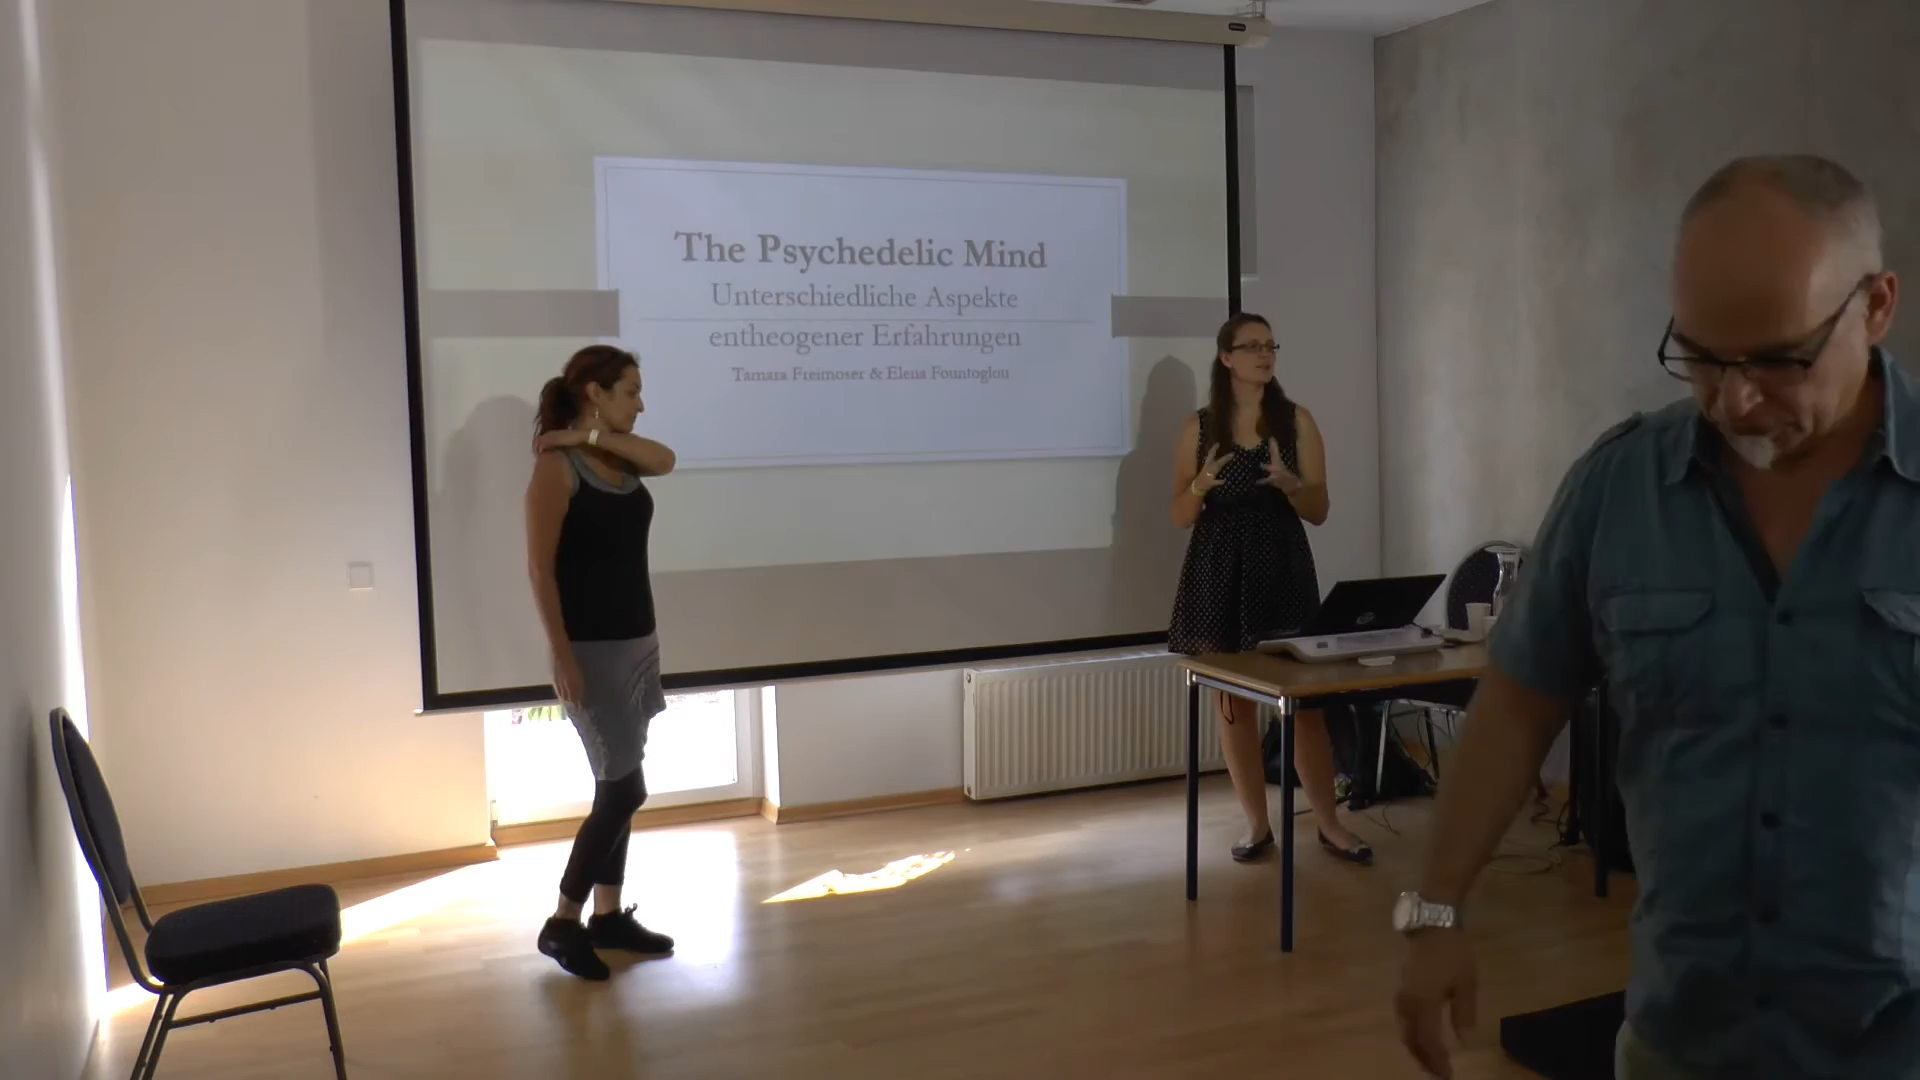 The Psychedelic Mind
Unterschiedliche Aspekte
entheogener Erfahrungen
Tamara Freimoser & Elena Fountoglou